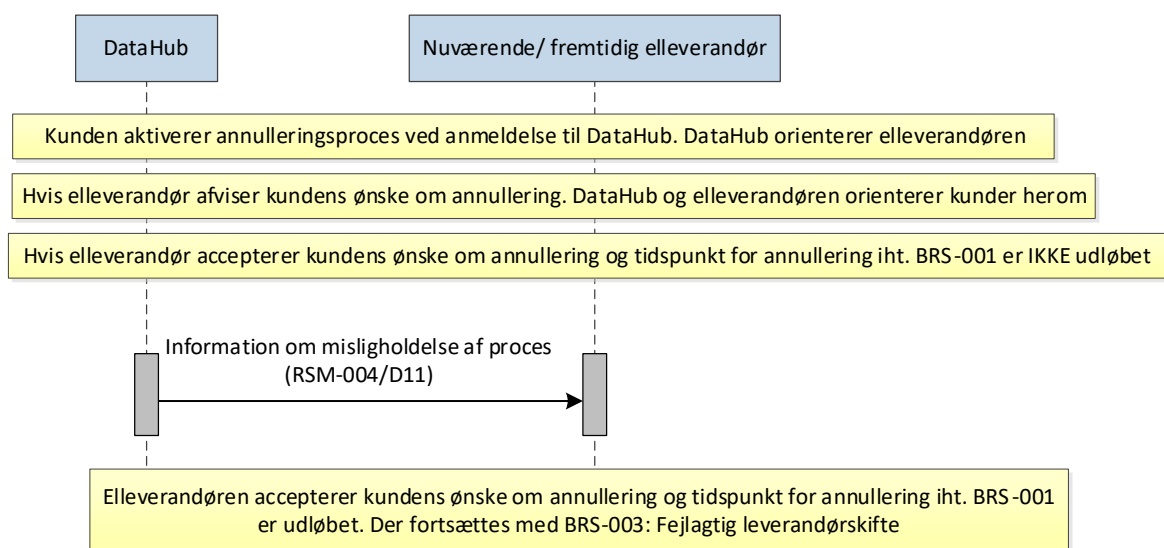 DataHub
Nuværende/ fremtidig elleverandør
Kunden aktiverer annulleringsproces ved anmeldelse til DataHub. DataHub orienterer elleverandøren
Hvis elleverandør afviser kundens ønske om annullering. DataHub og elleverandøren orienterer kunder herom
Hvis elleverandør accepterer kundens ønske om annullering og tidspunkt for annullering iht. BRS-001 er IKKE udløbet
Information om misligholdelse af proces
(RSM-004/D11)
Elleverandøren accepterer kundens ønske om annullering og tidspunkt for annullering iht. BRS-001
er udløbet. Der fortsættes med BRS-003: Fejlagtig leverandørskifte